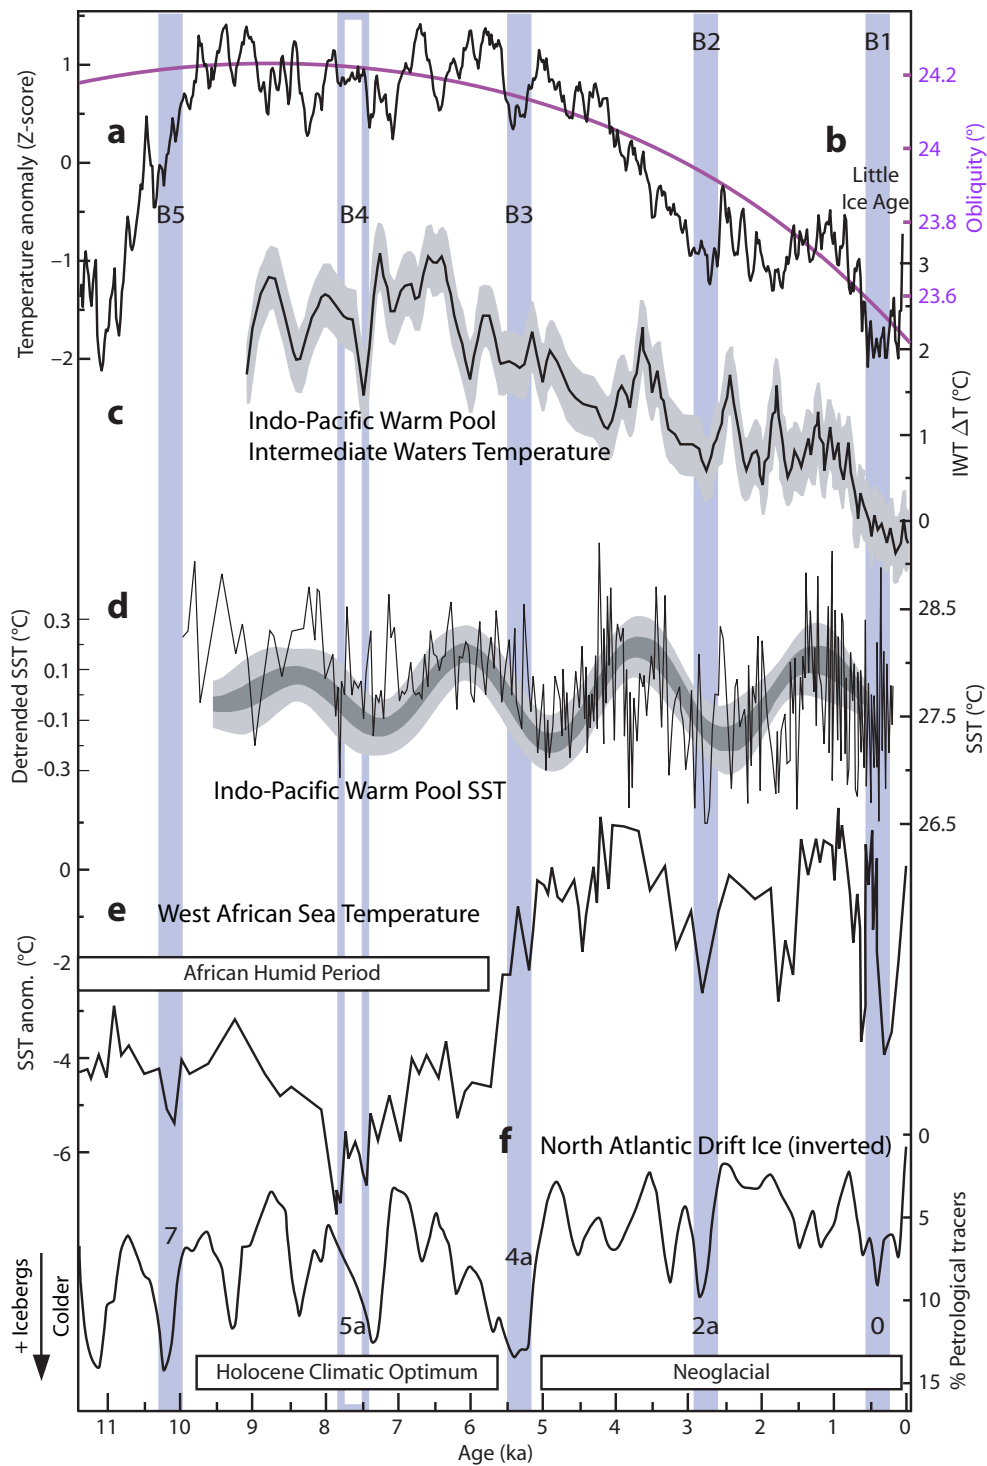 B2
B1
1
24.2
Temperature anomaly (Z-score)
a
b
24
Obliquity (°)
0
Little
Ice Age
B5
B4
B3
23.8
−1
3
23.6
−2
2
c
Indo-Pacific Warm Pool
Intermediate Waters Temperature
IWT ΔT (°C)
1
0
d
0.3
28.5
Detrended SST (°C)
0.1
-0.1
27.5
SST (°C)
-0.3
Indo-Pacific Warm Pool SST
26.5
0
e
West African Sea Temperature
-2
SST anom. (°C)
African Humid Period
-4
f
0
North Atlantic Drift Ice (inverted)
-6
7
4a
5
% Petrological tracers
+ Icebergs
Colder
10
5a
2a
0
Holocene Climatic Optimum
Neoglacial
15
11 10 9 8 7 6 5 4 3 2 1 0
Age (ka)